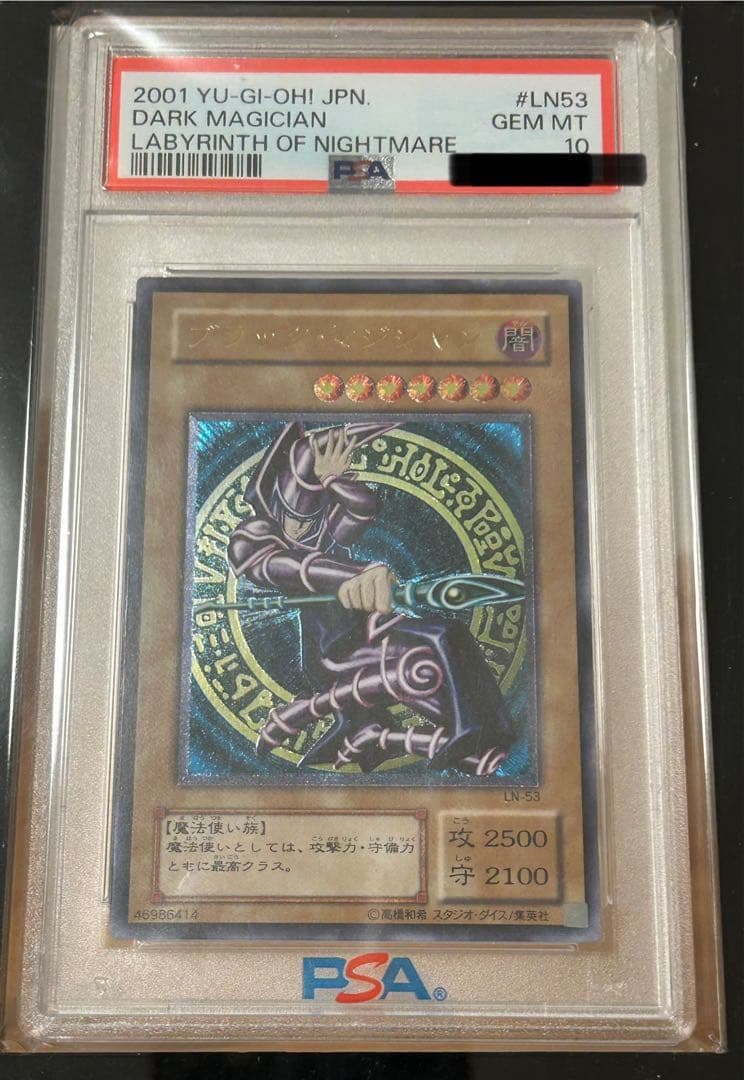 2001 YU-GI-OH! JPN. #LN53
DARK MAGICIAN GEM MT
LABYRINTH OF NIGHTMARE 10
PSA
ブラック・マジシャン 闇
LN-53
【魔法使い族】
魔法使いとしては、攻撃力・守備力
ともに最高クラス。
攻 2500
守 2100
46986414 ©高橋和希 スタジオ・ダイス/集英社
PSA®